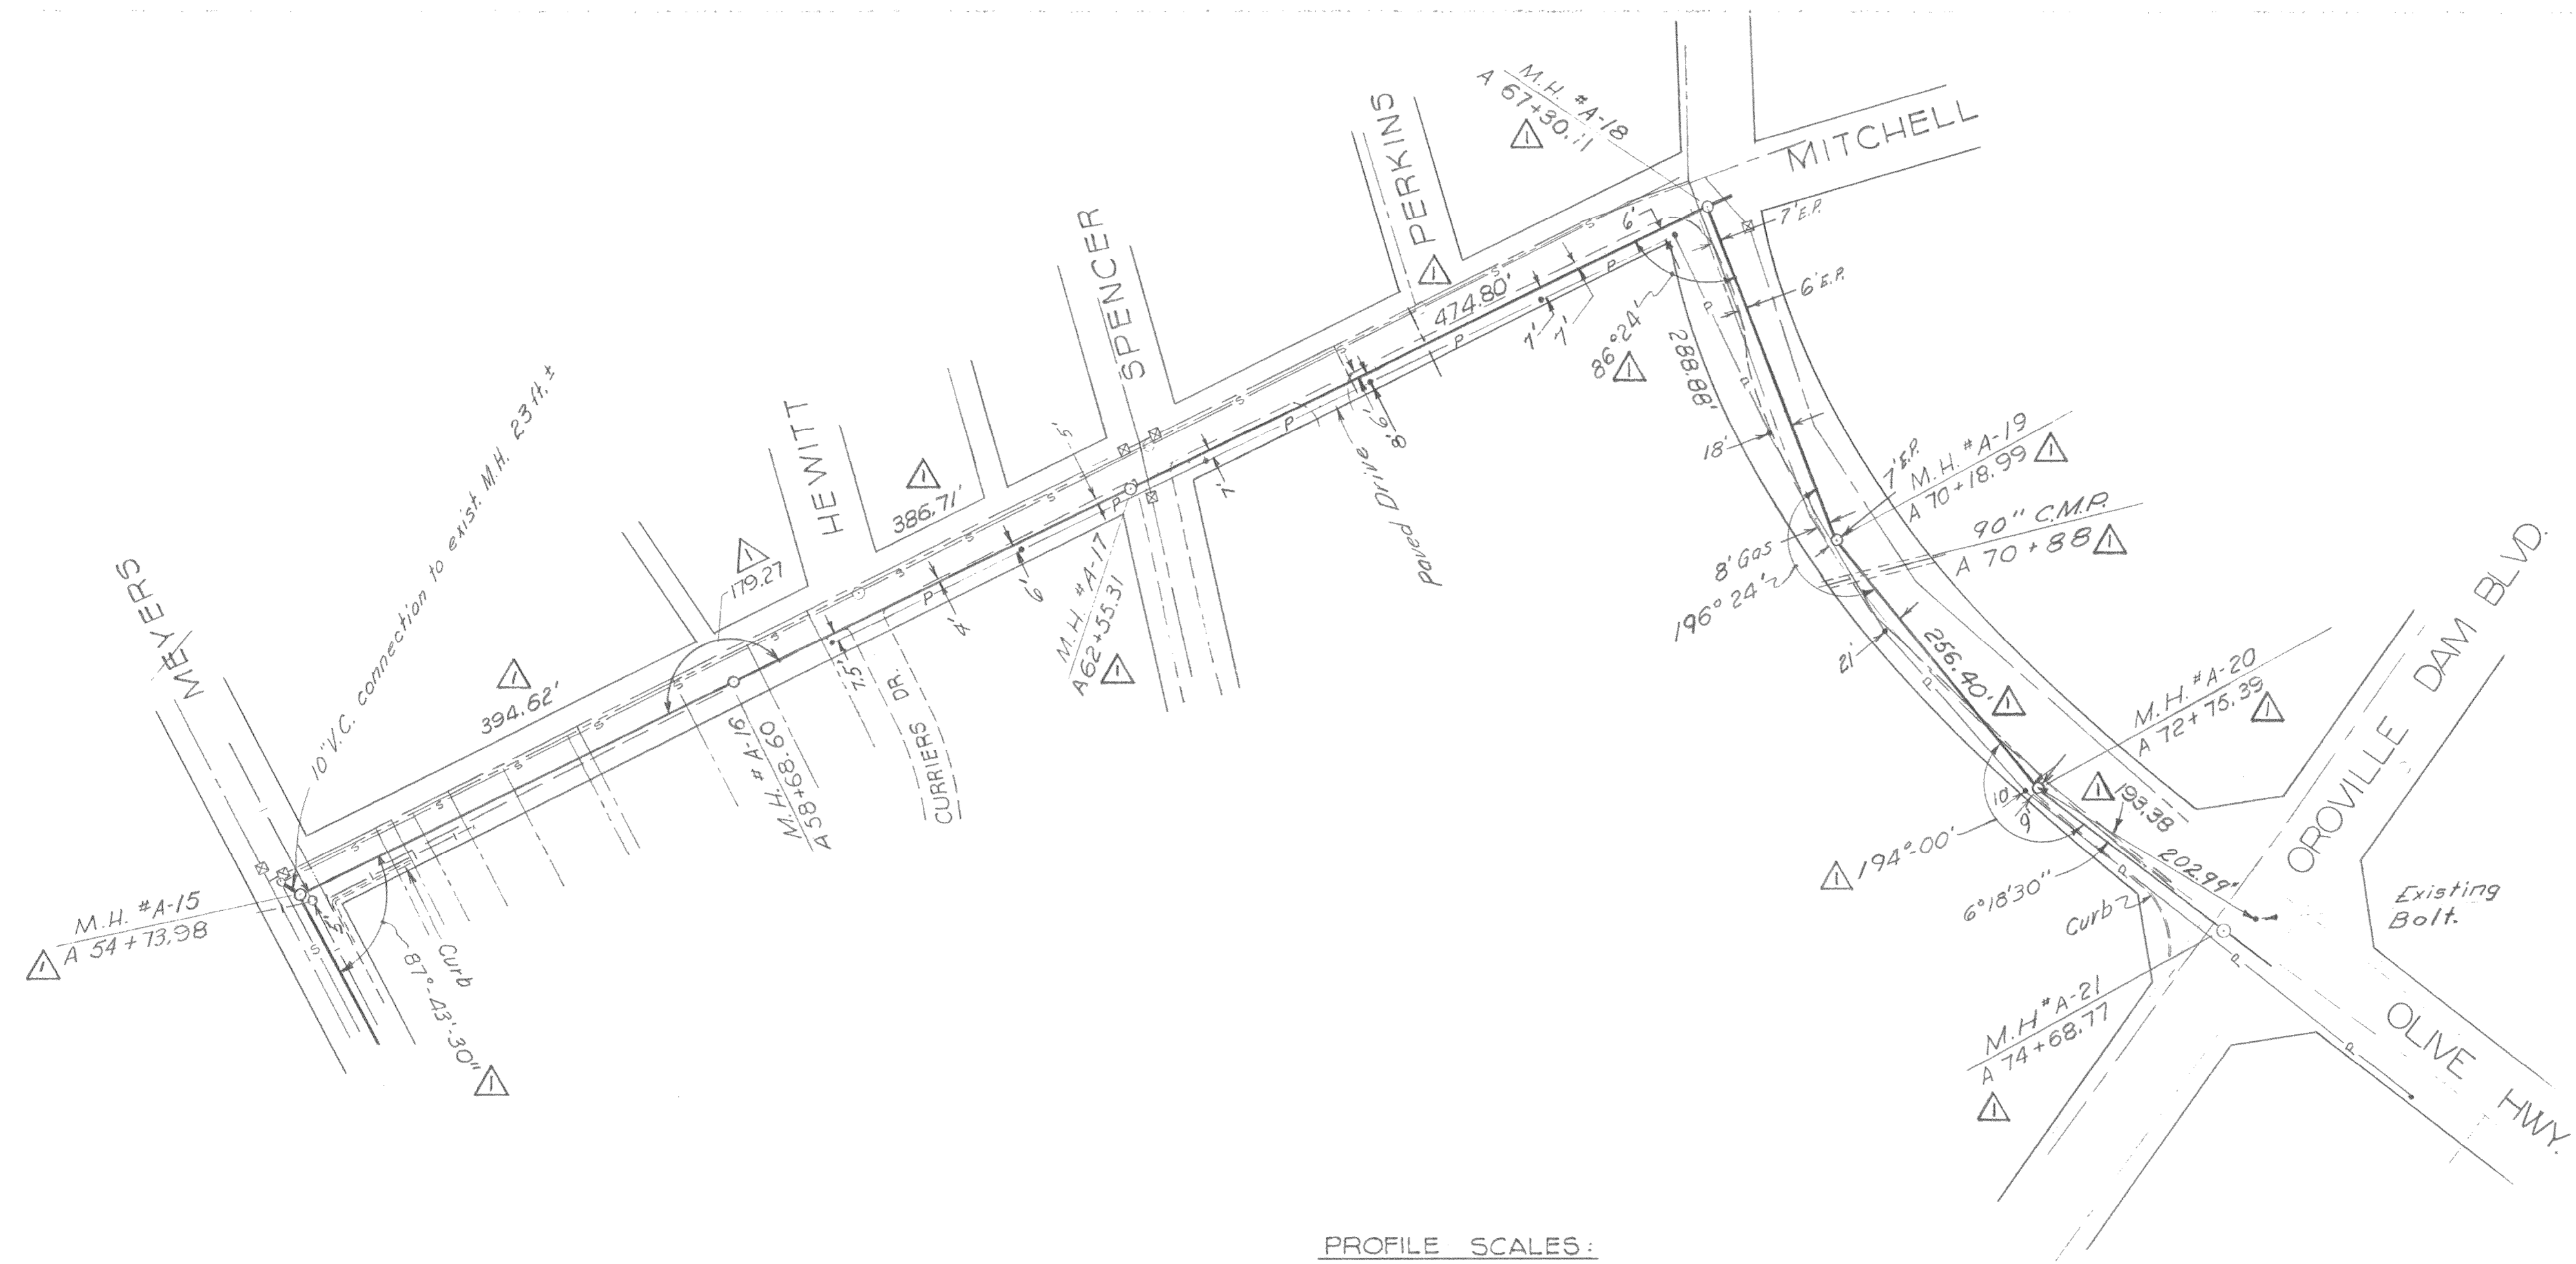 MEYERS
10" V.C. connection to exist. M.H. 23 ft. ±
M.H. #A-15
A 54+73.98
5'
Curb
87°-43'-30"
394.62'
179.27
M.H. #A-16
A 58+68.60
HEWITT
7.5'
CURRIERS DR.
386.71'
4'
6'
5'
M.H. #A-17
A 62+55.31
SPENCER
7'
Paved Drive
8'
6'
PERKINS
474.80'
7'
7'
6'
M.H. #A-18
A 67+30.11
MITCHELL
7' E.P.
6' E.P.
86°24'
288.88'
18'
7' E.P.
M.H. #A-19
A 70+18.99
90" C.M.P.
A 70+88
8' Gas
196° 24'
21'
256.40'
M.H. #A-20
A 72+75.39
10'
9'
194°-00'
193.38
202.99'
6°18'30"
Curb
M.H #A-21
A 74+68.77
OROVILLE DAM BLVD.
Existing
Bolt.
OLIVE HWY.
PROFILE SCALES: